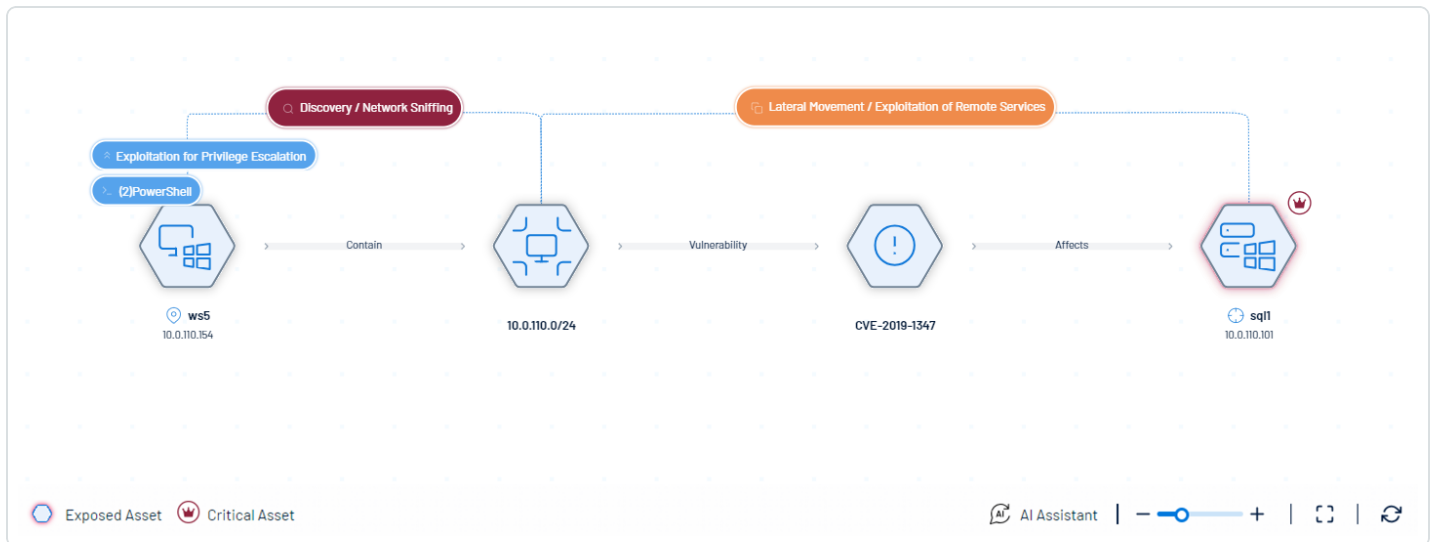 Discovery / Network Sniffing
Lateral Movement / Exploitation of Remote Services
Exploitation for Privilege Escalation
(2)PowerShell
Contain
Vulnerability
Affects
ws5
10.0.110.154
10.0.110.0/24
CVE-2019-1347
sql1
10.0.110.101
Exposed Asset
Critical Asset
AI
AI Assistant